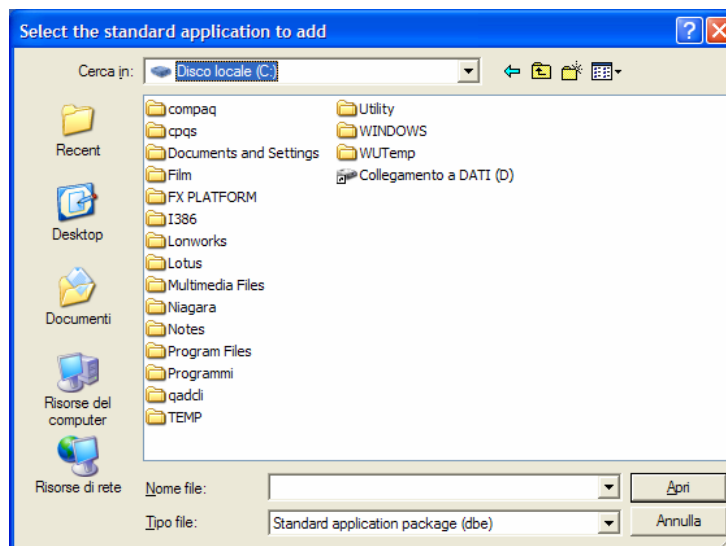 Select the standard application to add
Cerca in: Disco locale (C:)
Recent
Desktop
Documenti
Risorse del
computer
Risorse di rete
compaq
cpqs
Documents and Settings
Film
FX PLATFORM
I386
Lonworks
Lotus
Multimedia Files
Niagara
Notes
Program Files
Programmi
qadcli
TEMP
Utility
WINDOWS
WUTemp
Collegamento a DATI (D)
Nome file:
Apri
Tipo file: Standard application package (dbe)
Annulla